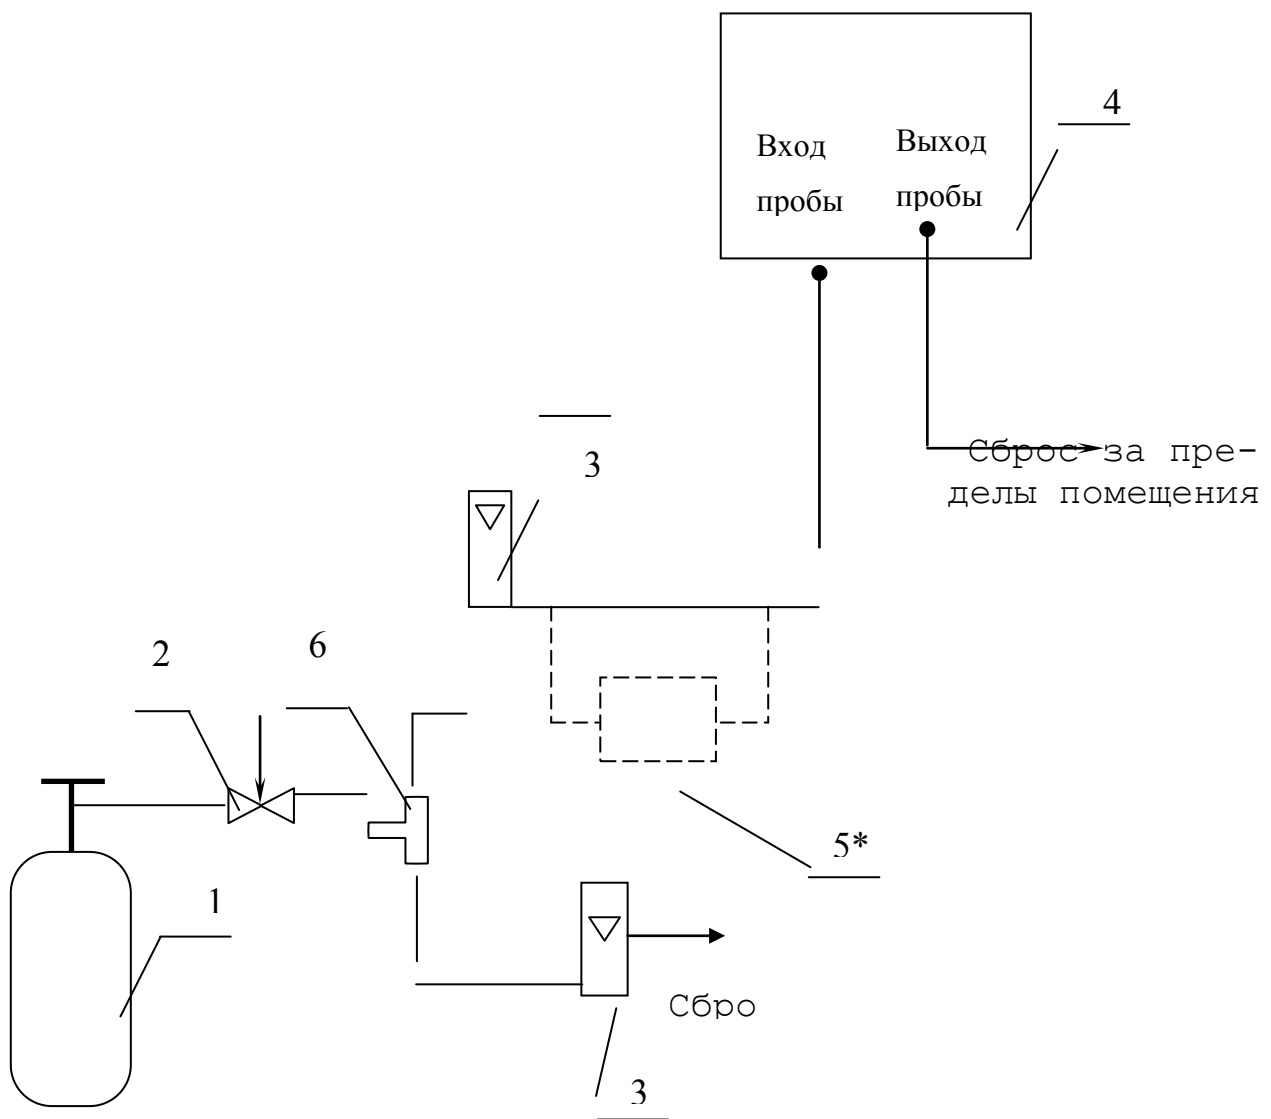 4
Вход
пробы
Выход
пробы
Сброс за пре-
делы помещения
3
2
6
5*
1
Сбро
3